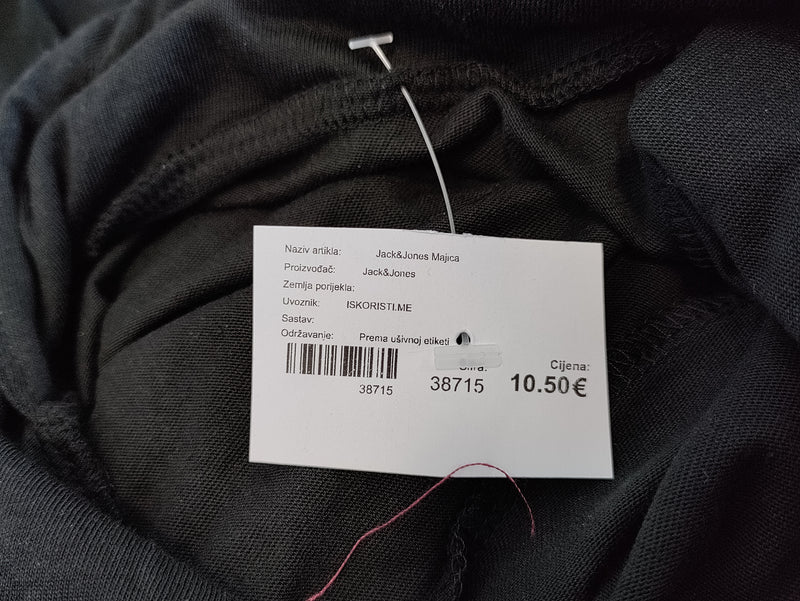 Naziv artikla: Jack&Jones Majica
Proizvođač: Jack&Jones
Zemlja porijekla:
Uvoznik: ISKORISTI.ME
Sastav:
Održavanje: Prema ušivnoj etiketi
38715
Šifra:
38715
Cijena:
10.50€